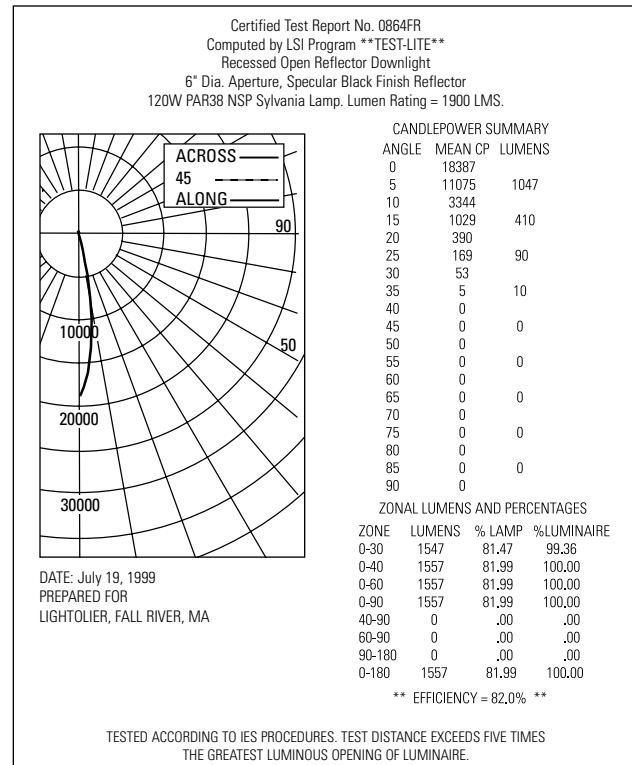 Certified Test Report No. 0864FR
Computed by LSI Program **TEST-LITE**
Recessed Open Reflector Downlight
6" Dia. Aperture, Specular Black Finish Reflector
120W PAR38 NSP Sylvania Lamp. Lumen Rating = 1900 LMS.
ACROSS
45
ALONG
90
50
10000
20000
30000
DATE: July 19, 1999
PREPARED FOR
LIGHTOLIER, FALL RIVER, MA
CANDLEPOWER SUMMARY
ANGLE MEAN CP LUMENS
0 18387
5 11075 1047
10 3344
15 1029 410
20 390
25 169 90
30 53
35 5 10
40 0
45 0 0
50 0
55 0 0
60 0
65 0 0
70 0
75 0 0
80 0
85 0 0
90 0
ZONAL LUMENS AND PERCENTAGES
ZONE LUMENS % LAMP %LUMINAIRE
0-30 1547 81.47 99.36
0-40 1557 81.99 100.00
0-60 1557 81.99 100.00
0-90 1557 81.99 100.00
40-90 0 .00 .00
60-90 0 .00 .00
90-180 0 .00 .00
0-180 1557 81.99 100.00
** EFFICIENCY = 82.0% **
TESTED ACCORDING TO IES PROCEDURES. TEST DISTANCE EXCEEDS FIVE TIMES
THE GREATEST LUMINOUS OPENING OF LUMINAIRE.